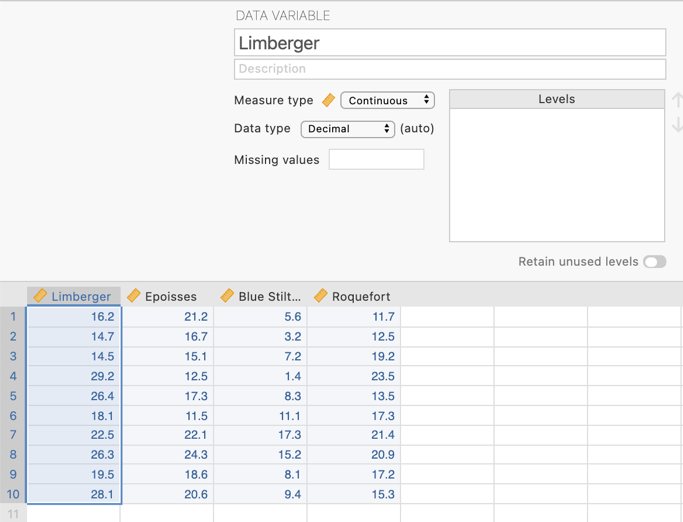 DATA VARIABLE
Limberger
Description
Measure type Continuous Levels
Data type Decimal (auto)
Missing values
Retain unused levels
Limberger Epoisses Blue Stilt... Roquefort
1 16.2 21.2 5.6 11.7
2 14.7 16.7 3.2 12.5
3 14.5 15.1 7.2 19.2
4 29.2 12.5 1.4 23.5
5 26.4 17.3 8.3 13.5
6 18.1 11.5 11.1 17.3
7 22.5 22.1 17.3 21.4
8 26.3 24.3 15.2 20.9
9 19.5 18.6 8.1 17.2
10 28.1 20.6 9.4 15.3
11